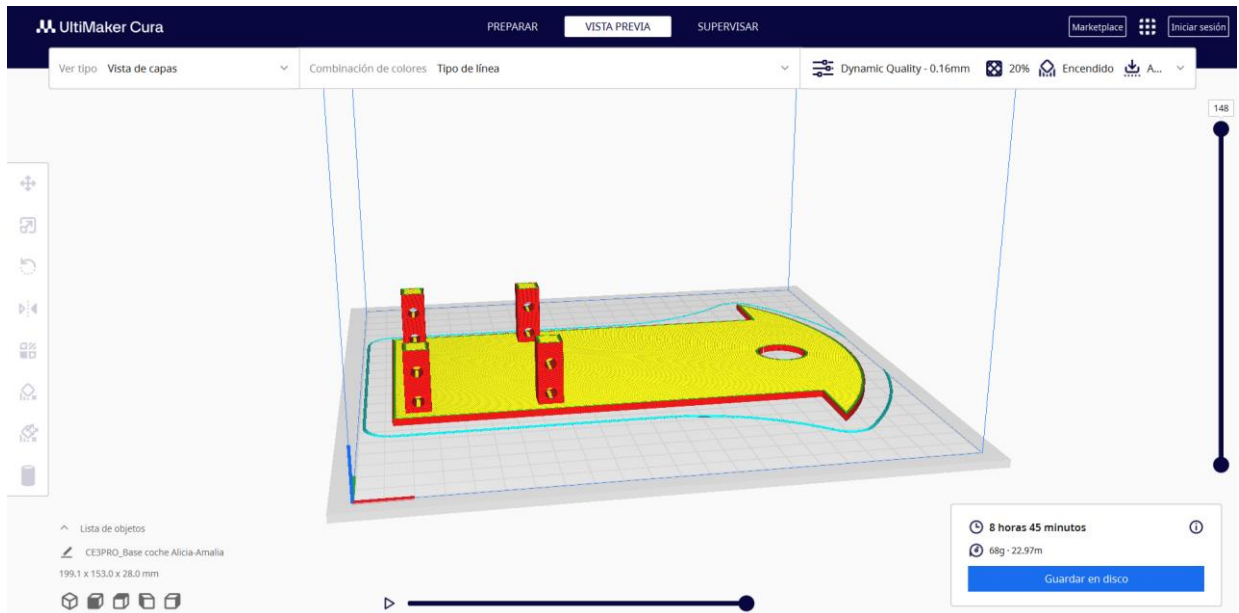 UltiMaker Cura
PREPARAR
VISTA PREVIA
SUPERVISAR
Marketplace
Iniciar sesión
Ver tipo Vista de capas
Combinación de colores Tipo de línea
Dynamic Quality - 0.16mm
20%
Encendido
A...
148
Lista de objetos
CE3PRO_Base coche Alicia-Amalia
199.1 x 153.0 x 28.0 mm
8 horas 45 minutos
68g · 22.97m
Guardar en disco